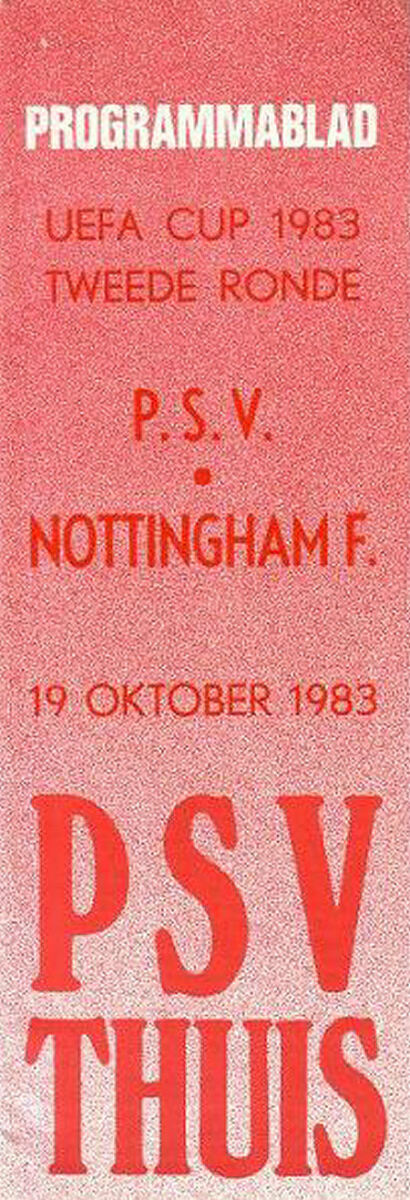 PROGRAMMABLAD
UEFA CUP 1983
TWEEDE RONDE
P.S.V.
•
NOTTINGHAM F.
19 OKTOBER 1983
PSV
THUIS